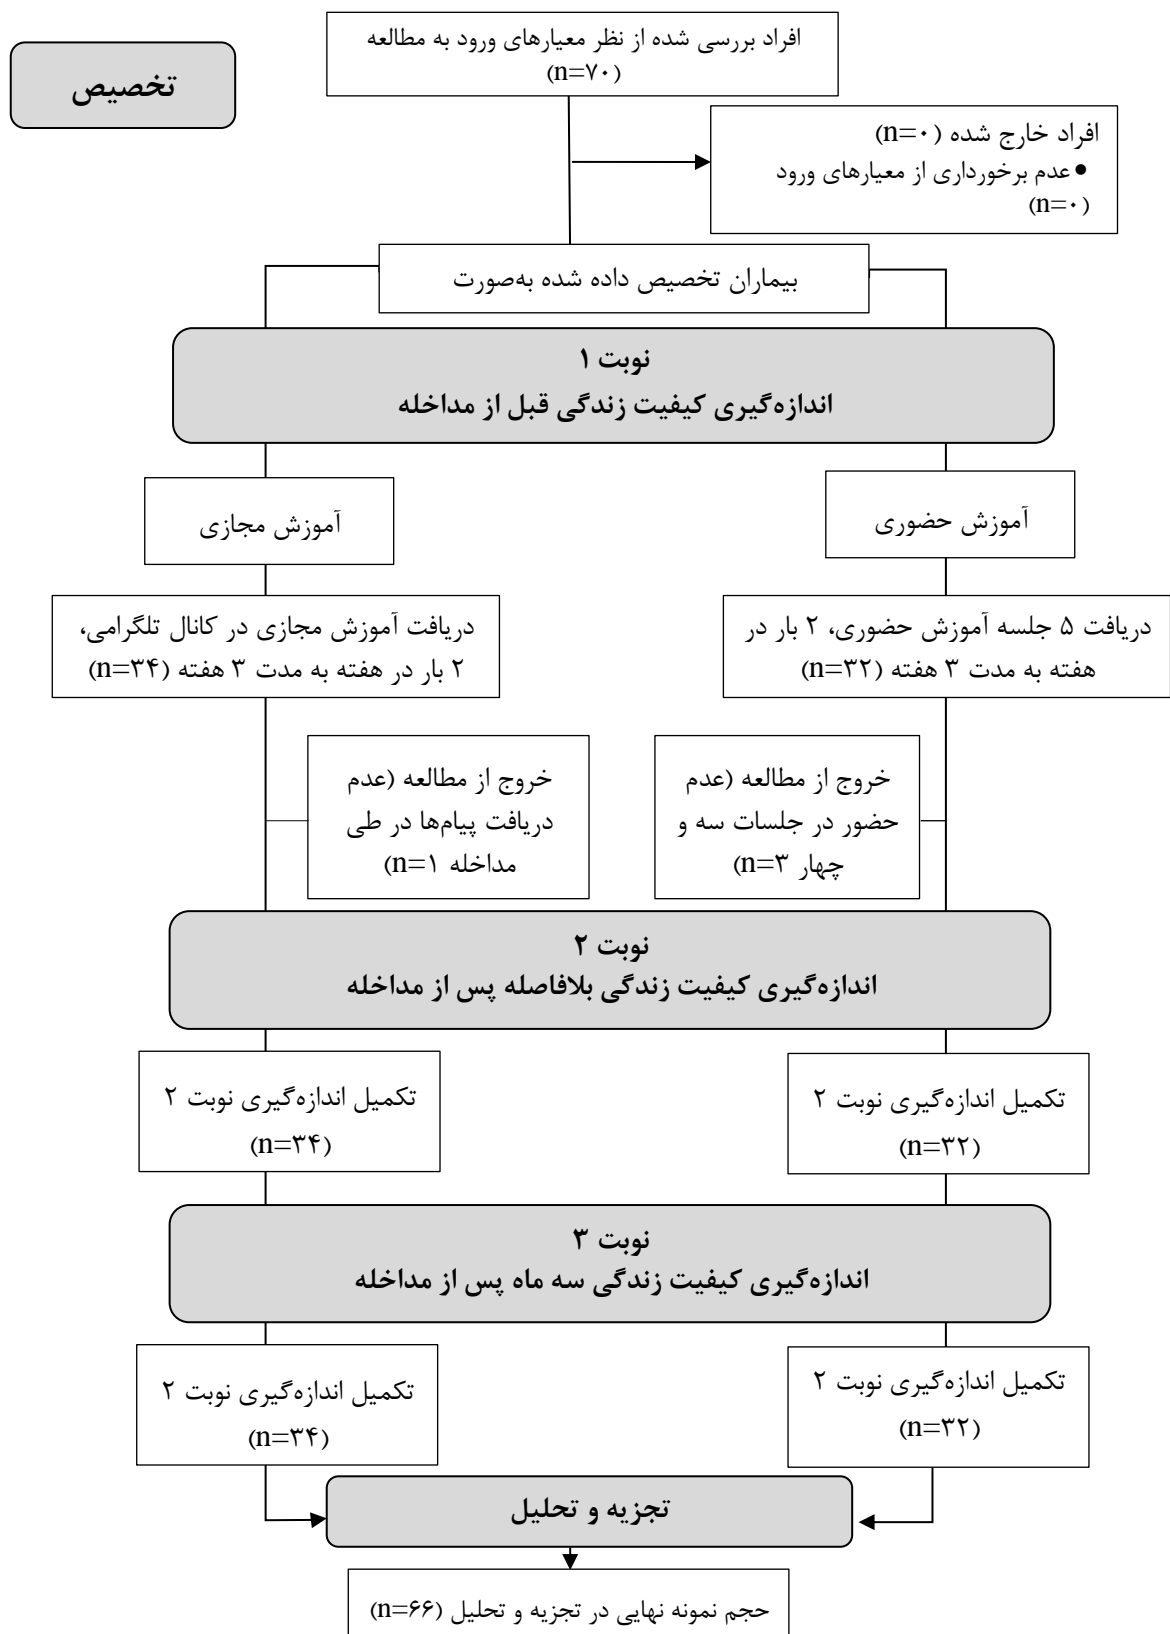 افراد بررسی شده از نظر معیارهای ورود به مطالعه
(n=۷۰)
تخصیص
افراد خارج شده (n=۰)
● عدم برخورداری از معیارهای ورود
(n=۰)
بیماران تخصیص داده شده به‌صورت
نوبت ۱
اندازه‌گیری کیفیت زندگی قبل از مداخله
آموزش حضوری
آموزش مجازی
دریافت ۵ جلسه آموزش حضوری، ۲ بار در
هفته به مدت ۳ هفته (n=۳۲)
دریافت آموزش مجازی در کانال تلگرامی،
۲ بار در هفته به مدت ۳ هفته (n=۳۴)
خروج از مطالعه (عدم
حضور در جلسات سه و
چهار n=۳)
خروج از مطالعه (عدم
دریافت پیام‌ها در طی
مداخله n=۱)
نوبت ۲
اندازه‌گیری کیفیت زندگی بلافاصله پس از مداخله
تکمیل اندازه‌گیری نوبت ۲
(n=۳۲)
تکمیل اندازه‌گیری نوبت ۲
(n=۳۴)
نوبت ۳
اندازه‌گیری کیفیت زندگی سه ماه پس از مداخله
تکمیل اندازه‌گیری نوبت ۲
(n=۳۲)
تکمیل اندازه‌گیری نوبت ۲
(n=۳۴)
تجزیه و تحلیل
حجم نمونه نهایی در تجزیه و تحلیل (n=۶۶)